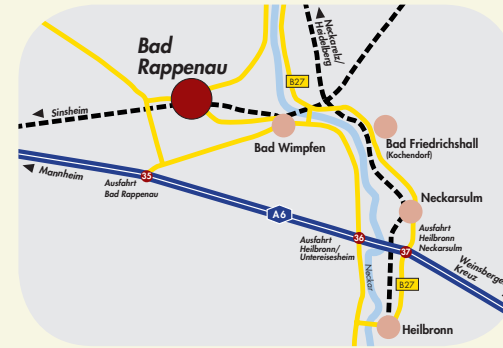 Bad
Rappenau
Neckarelz/
Heidelberg
B27
Sinsheim
Bad Wimpfen
Bad Friedrichshall
(Kochendorf)
Mannheim
35
Ausfahrt
Bad Rappenau
Neckarsulm
A6
Ausfahrt
Heilbronn/
Untereisesheim
36
Ausfahrt
Heilbronn
Neckarsulm
37
Weinsberger
Kreuz
Neckar
B27
Heilbronn